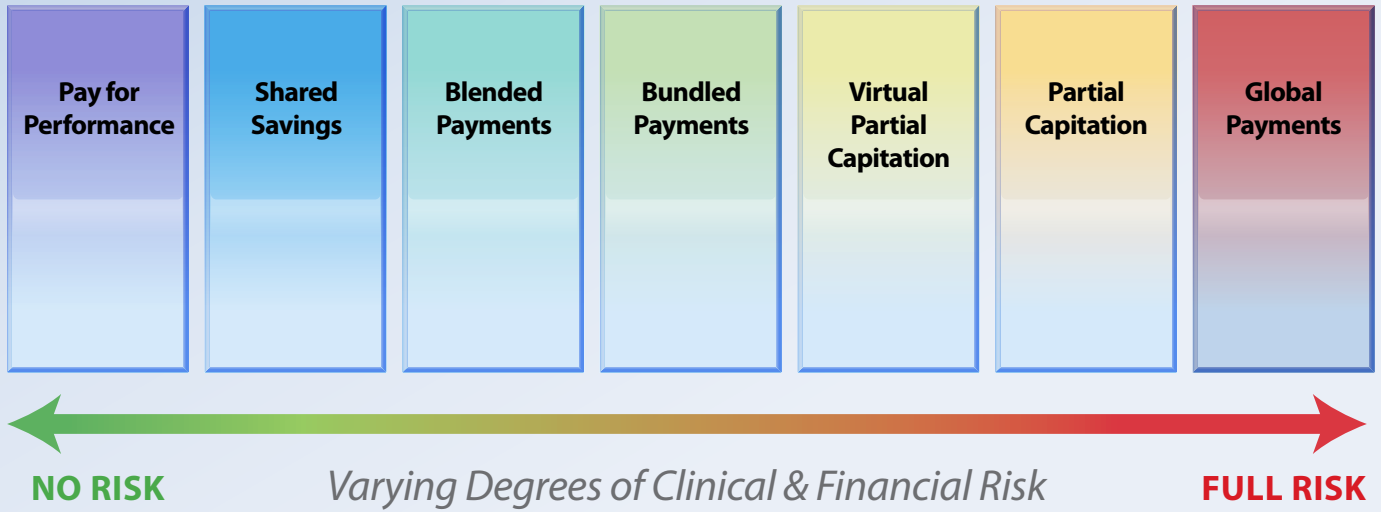 Pay for
Performance
Shared
Savings
Blended
Payments
Bundled
Payments
Virtual
Partial
Capitation
Partial
Capitation
Global
Payments
NO RISK
Varying Degrees of Clinical & Financial Risk
FULL RISK